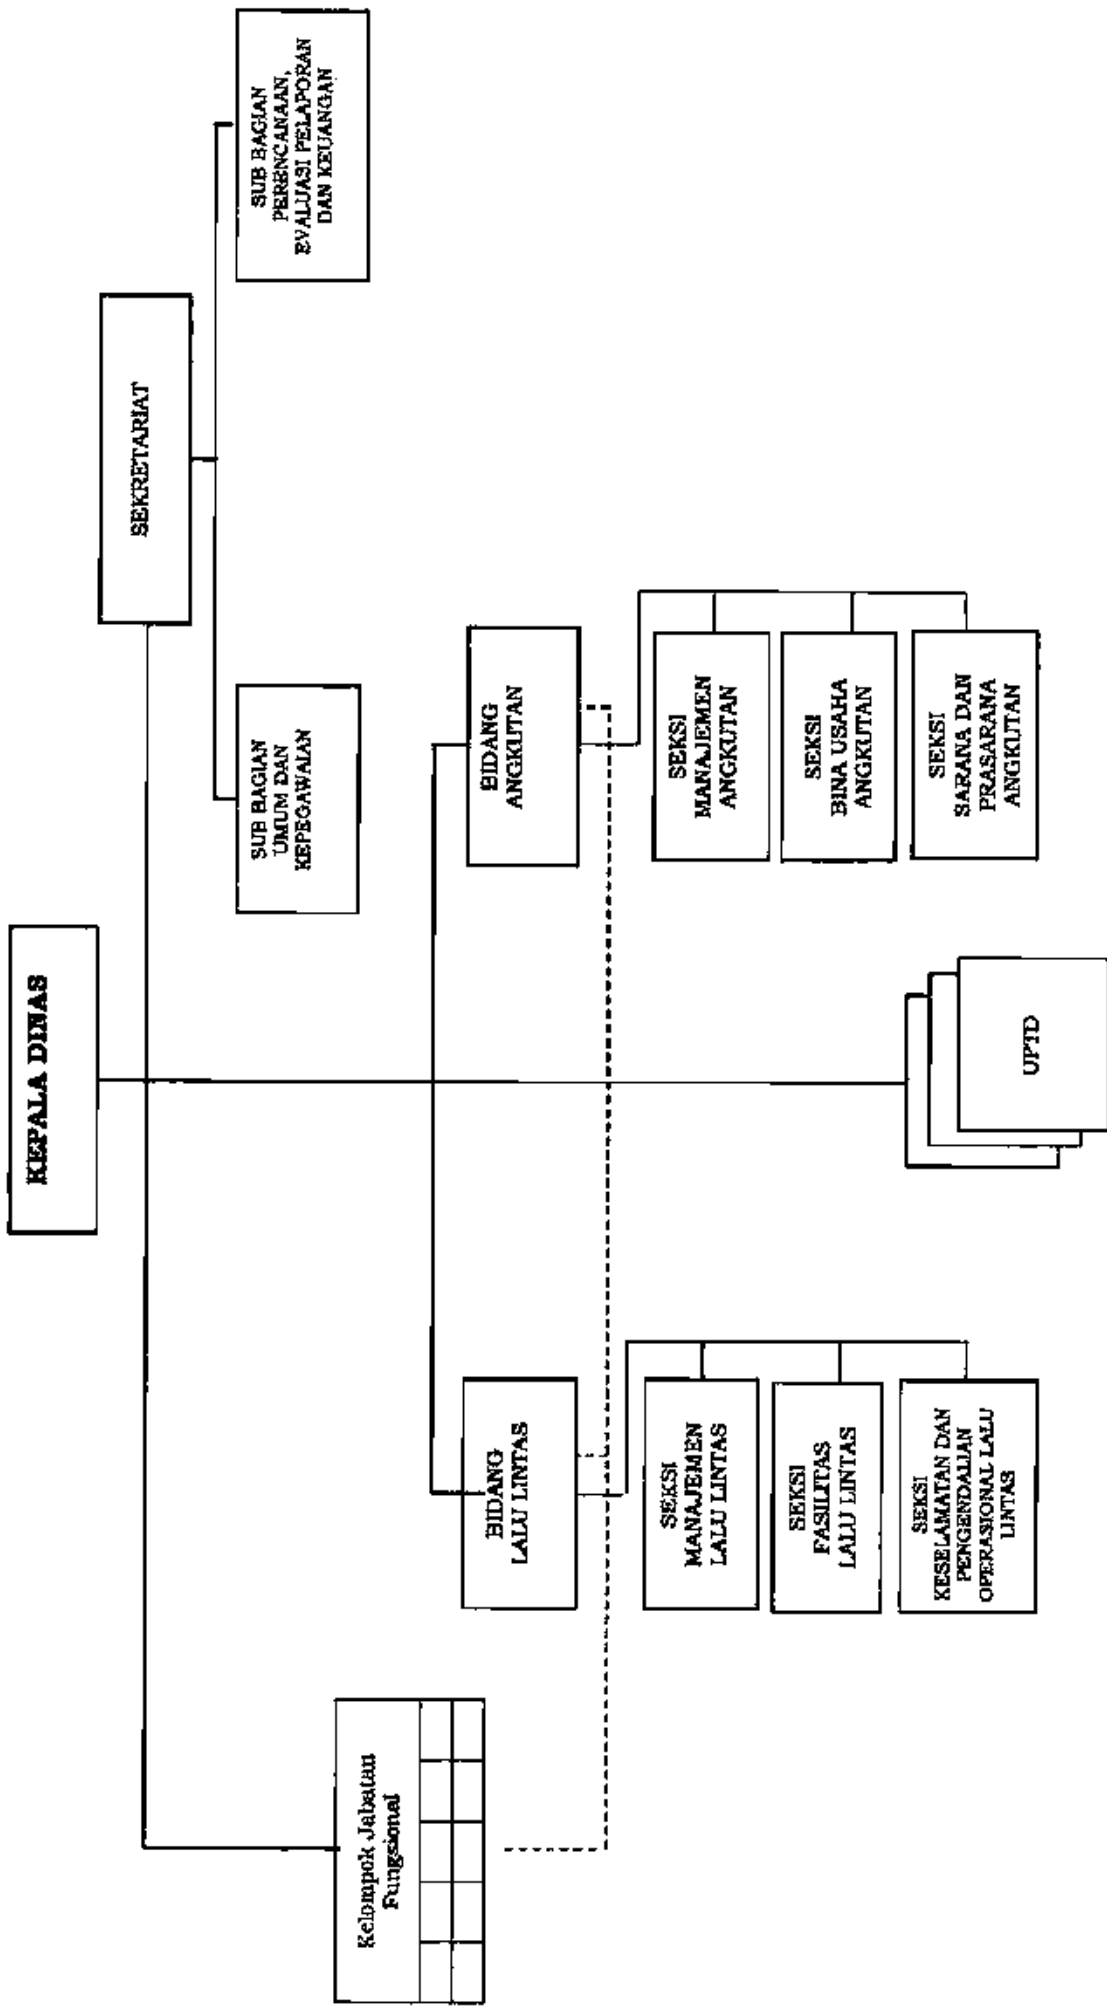 KEPALA DINAS
SEKRETARIAT
SUB BAGIAN
UMUM DAN
KEPEGAWAIAN
SUB BAGIAN
PERENCANAAN,
EVALUASI PELAPORAN
DAN KEUANGAN
Kelompok Jabatan
Fungsional
BIDANG
LALU LINTAS
BIDANG
ANGKUTAN
SEKSI
MANAJEMEN
LALU LINTAS
SEKSI
FASILITAS
LALU LINTAS
SEKSI
KESELAMATAN DAN
PENGENDALIAN
OPERASIONAL LALU
LINTAS
SEKSI
MANAJEMEN
ANGKUTAN
SEKSI
BINA USAHA
ANGKUTAN
SEKSI
SARANA DAN
PRASARANA
ANGKUTAN
UPTD